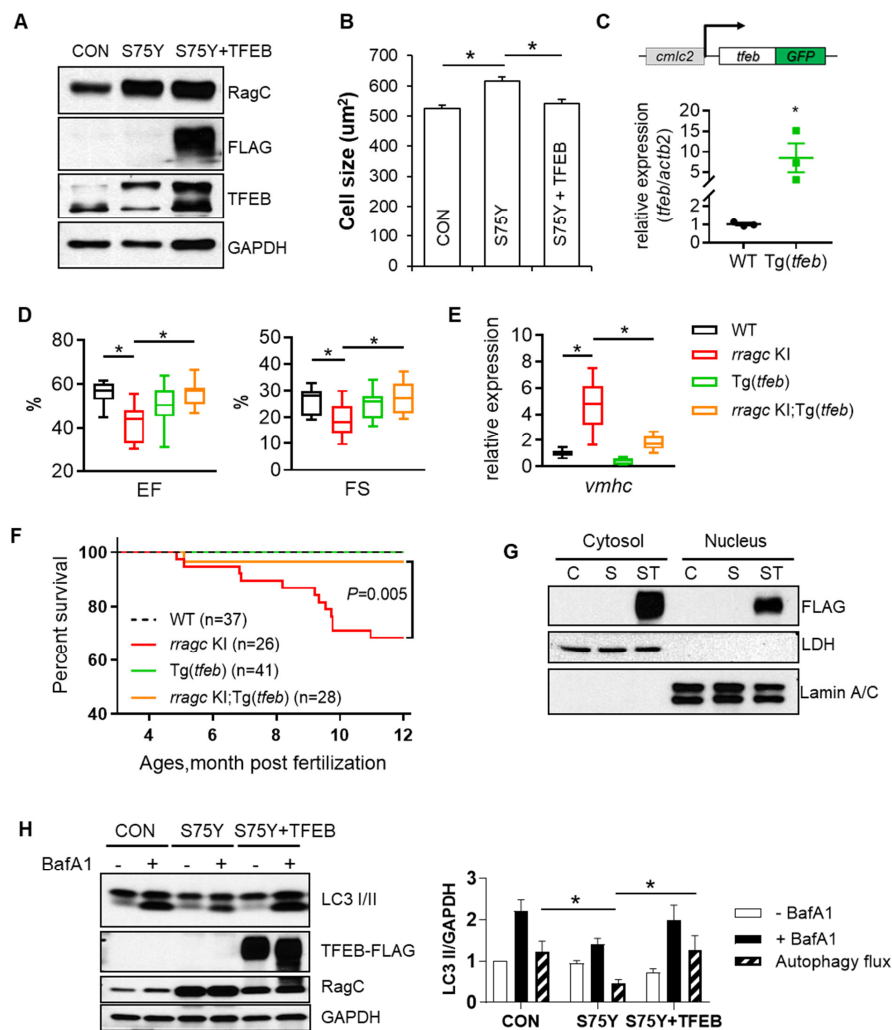 A
CON S75Y S75Y+TFEB
RagC
FLAG
TFEB
GAPDH
B
Cell size (um2)
700
600
500
400
300
200
100
0
* *
CON
S75Y
S75Y + TFEB
C
cmlc2 tfeb GFP
relative expression
(tfeb/actb2)
20
15
10
5
2
1
0
*
WT Tg(tfeb)
D
%
80
60
40
20
* *
EF
%
50
40
30
20
10
0
* *
FS
E
relative expression
8
6
4
2
0
* *
vmhc
WT
rragc KI
Tg(tfeb)
rragc KI;Tg(tfeb)
F
Percent survival
100
80
60
40
P=0.005
WT (n=37)
rragc KI (n=26)
Tg(tfeb) (n=41)
rragc KI;Tg(tfeb) (n=28)
4 6 8 10 12
Ages,month post fertilization
G
Cytosol Nucleus
C S ST C S ST
FLAG
LDH
Lamin A/C
H
CON S75Y S75Y+TFEB
BafA1 - + - + - +
LC3 I/II
TFEB-FLAG
RagC
GAPDH
LC3 II/GAPDH
3
2
1
0
* *
CON S75Y S75Y+TFEB
- BafA1
+ BafA1
Autophagy flux